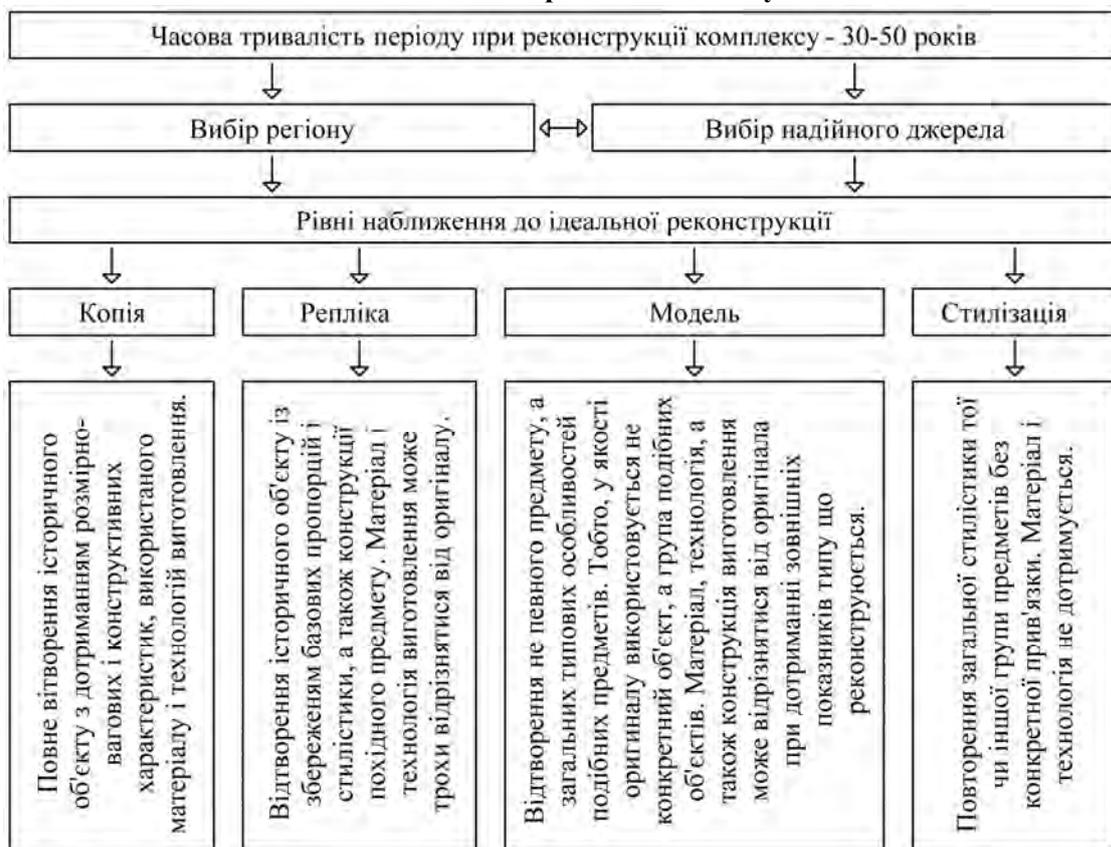 Часова тривалість періоду при реконструкції комплексу - 30-50 років
Вибір регіону
Вибір надійного джерела
Рівні наближення до ідеальної реконструкції
Копія
Репліка
Модель
Стилізація
Повне вітворення історичного
об'єкту з дотриманням розмірно-
вагових і конструктивних
характеристик, використаного
матеріалу і технологій виготовлення.
Відтворення історичного об'єкту із
збереженям базових пропорцій і
стилістики, а також конструкції
похідного предмету. Матеріал і
технологія виготовлення може
трохи відрізнятися від оригіналу.
Відтворення не певного предмету, а
загальних типових особливостей
подібних предметів. Тобто, у якості
оригиналу використовується не
конкретний об'єкт, а група подібних
об'єктів. Материал, технологія, а
також конструкція виготовлення
може відрізнятися від оригінала
при дотриманні зовнішніх
показників типу що
реконструюється.
Повторення загальної стилістики тої
чи іншої групи предметів без
конкретної прив'язки. Материал і
технологія не дотримується.